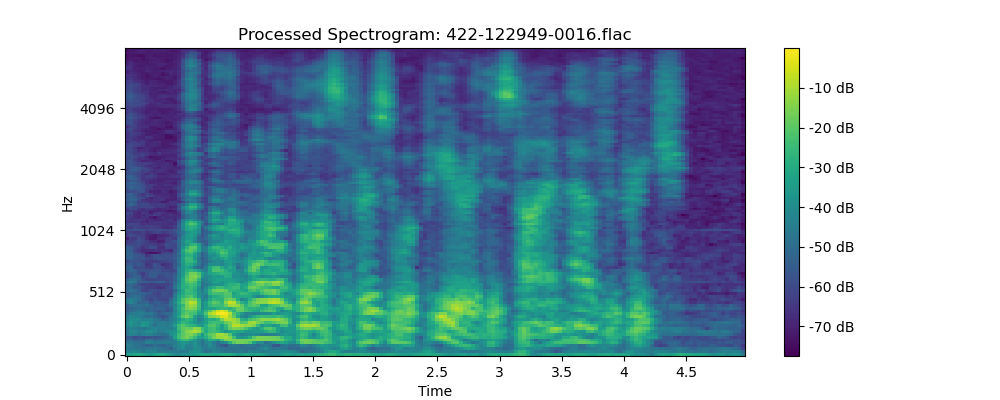 Processed Spectrogram: 422-122949-0016.flac
Hz
4096
2048
1024
512
0
0 0.5 1 1.5 2 2.5 3 3.5 4 4.5
Time
-10 dB
-20 dB
-30 dB
-40 dB
-50 dB
-60 dB
-70 dB